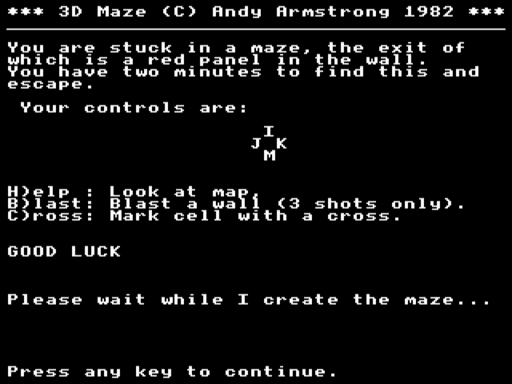 *** 3D Maze (C) Andy Armstrong 1982 ***
You are stuck in a maze, the exit of
which is a red panel in the wall.
You have two minutes to find this and
escape.
Your controls are:
I
J K
M
H)elp : Look at map.
B)last: Blast a wall (3 shots only).
C)ross: Mark cell with a cross.
GOOD LUCK
Please wait while I create the maze...
Press any key to continue.